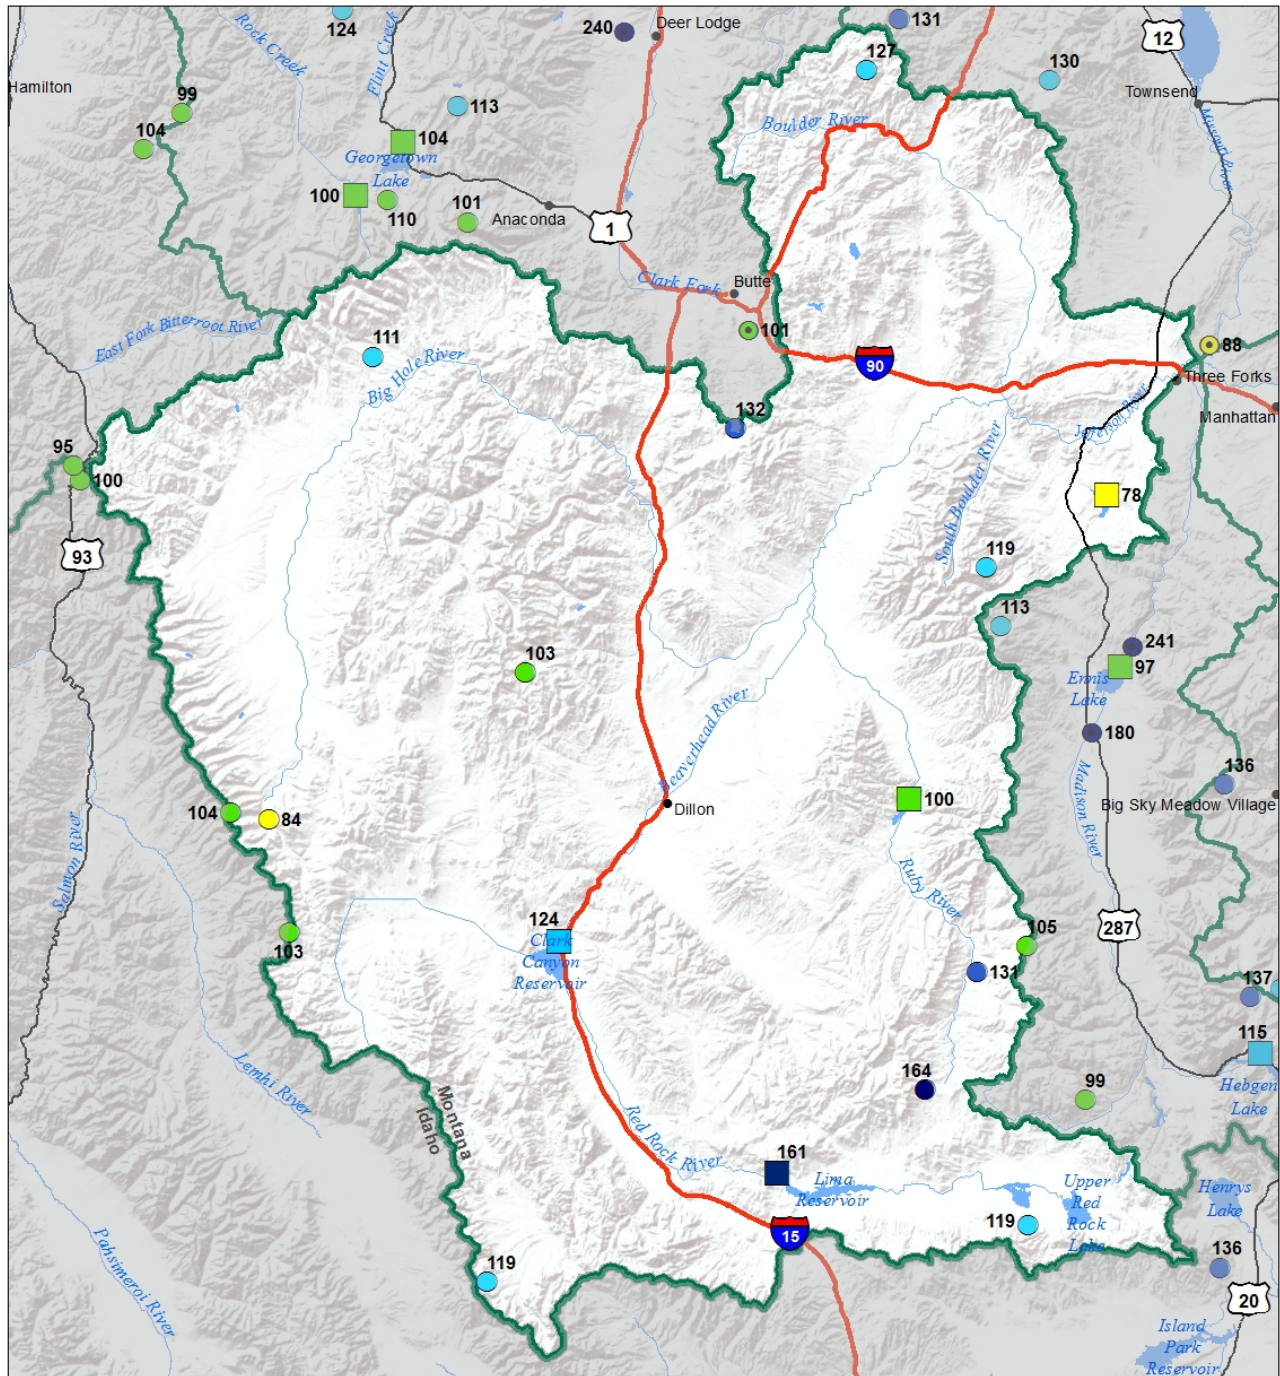 124
Rock Creek
Flint Creek
240
Deer Lodge
131
12
127
130
Hamilton
99
104
113
Townsend
Boulder River
Missouri River
104
Georgetown
Lake
100
110
101
Anaconda
1
Clark Fork
Butte
101
East Fork Bitterroot River
111
Big Hole River
90
88
Three Forks
Manhattan
Jefferson River
132
95
100
93
South Boulder River
78
119
113
241
97
Ennis
Lake
103
180
136
Beaverhead River
Big Sky Meadow Village
Madison River
104
84
Dillon
100
Salmon River
Ruby River
287
103
124
Clark
Canyon
Reservoir
105
131
137
115
Hebgen
Lake
164
99
Lemhi River
Montana
Idaho
Red Rock River
161
Lima
Reservoir
Upper
Red
Rock
Lake
119
Henrys
Lake
15
136
119
20
Pahsimeroi River
Island
Park
Reservoir